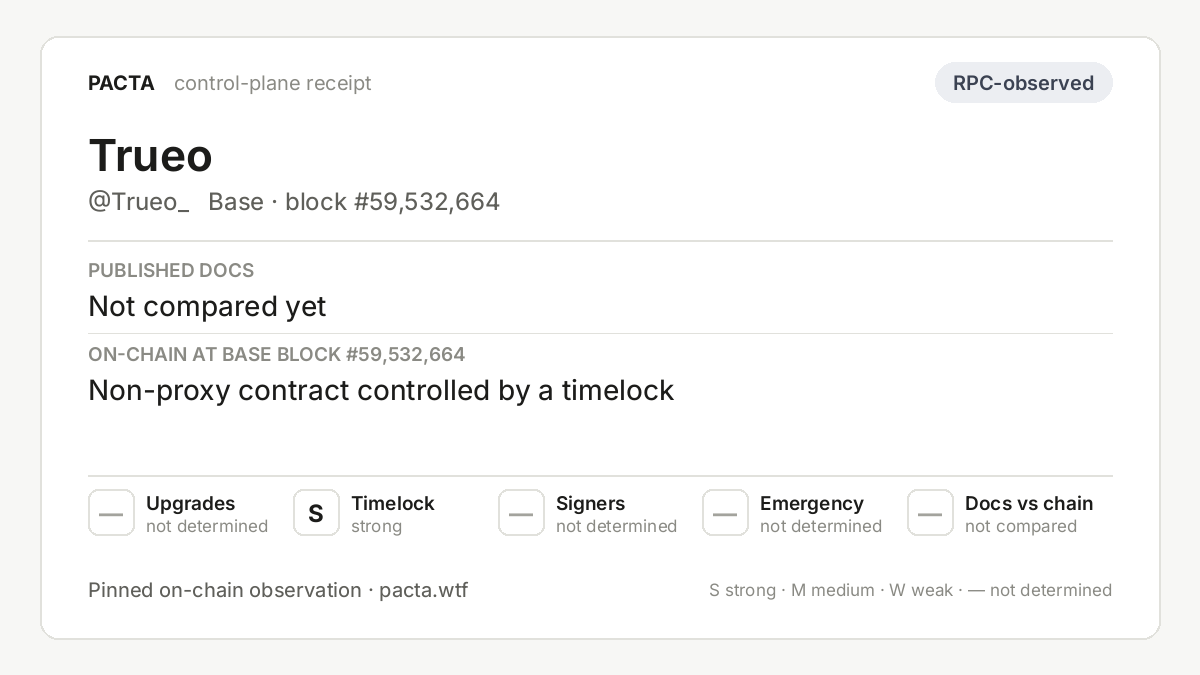 PACTA control-plane receipt
RPC-observed
Trueo
@Trueo_ Base · block #59,532,664
PUBLISHED DOCS
Not compared yet
ON-CHAIN AT BASE BLOCK #59,532,664
Non-proxy contract controlled by a timelock
— Upgrades
not determined
S Timelock
strong
— Signers
not determined
— Emergency
not determined
— Docs vs chain
not compared
Pinned on-chain observation · pacta.wtf
S strong · M medium · W weak · — not determined